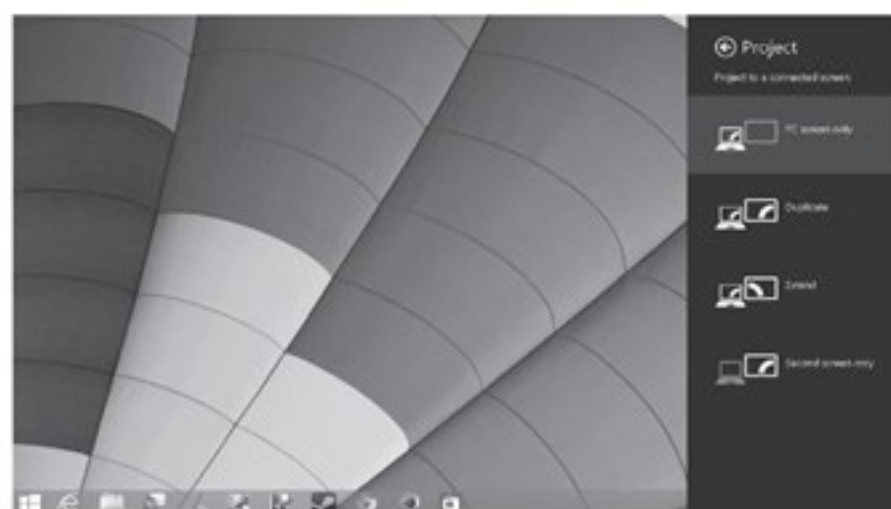 Project
Project to a connected screen
PC screen only
Duplicate
Extend
Second screen only